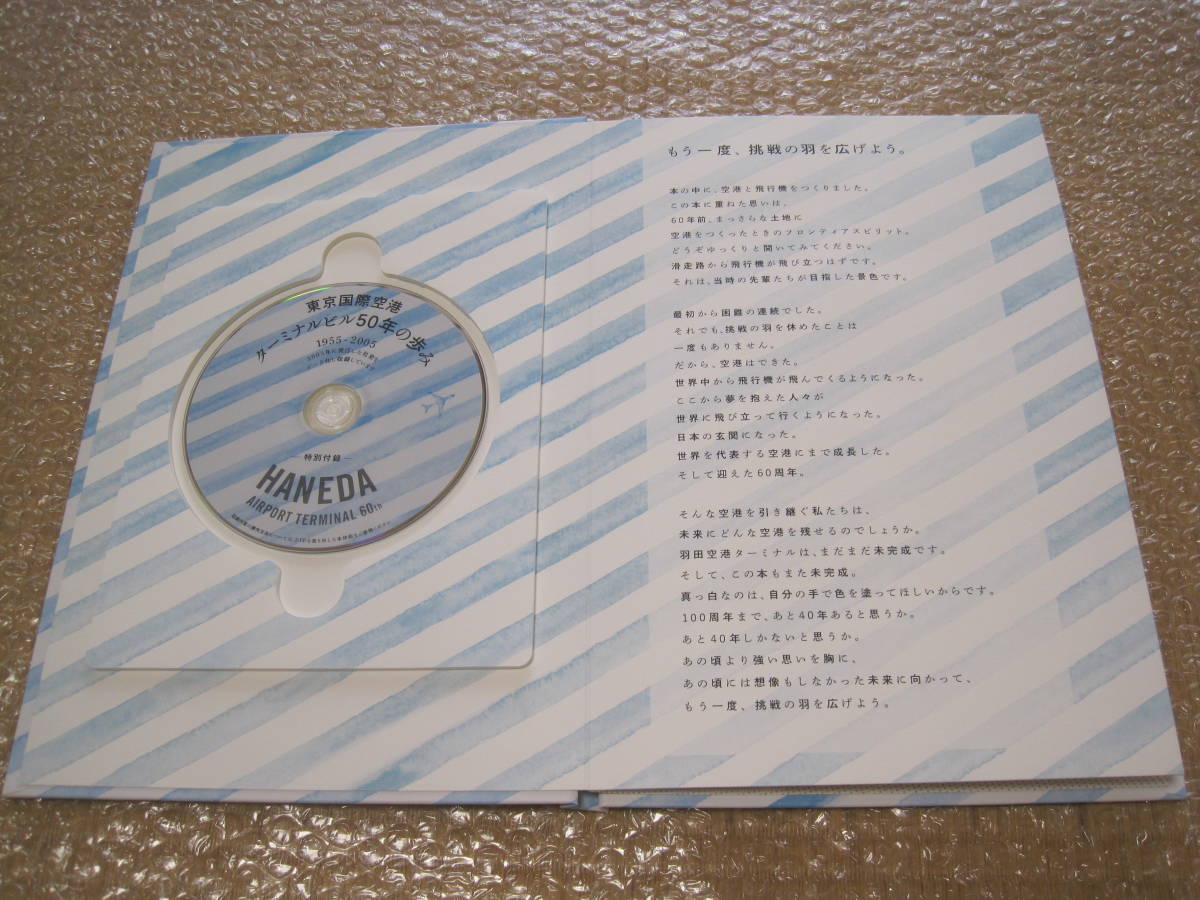 東京国際空港
ターミナルビル50年の歩み
1955-2005
特別付録
HANEDA
AIRPORT TERMINAL 60th
もう一度、挑戦の羽を広げよう。
本の中に、空港と飛行機をつくりました。
この本に重ねた思いは、
60年前、まっさらな土地に
空港をつくったときのフロンティアスピリット。
どうぞゆっくりと開いてみてください。
滑走路から飛行機が飛び立つはずです。
それは、当時の先輩たちが目指した景色です。
最初から困難の連続でした。
それでも、挑戦の羽を休めたことは
一度もありません。
だから、空港はできた。
世界中から飛行機が飛んでくるようになった。
ここから夢を抱えた人々が
世界に飛び立って行くようになった。
日本の玄関になった。
世界を代表する空港にまで成長した。
そして迎えた60周年。
そんな空港を引き継ぐ私たちは、
未来にどんな空港を残せるのでしょうか。
羽田空港ターミナルは、まだまだ未完成です。
そして、この本もまた未完成。
真っ白なのは、自分の手で色を塗ってほしいからです。
100周年まで、あと40年あると思うか。
あと40年しかないと思うか。
あの頃より強い思いを胸に、
あの頃には想像もしなかった未来に向かって、
もう一度、挑戦の羽を広げよう。